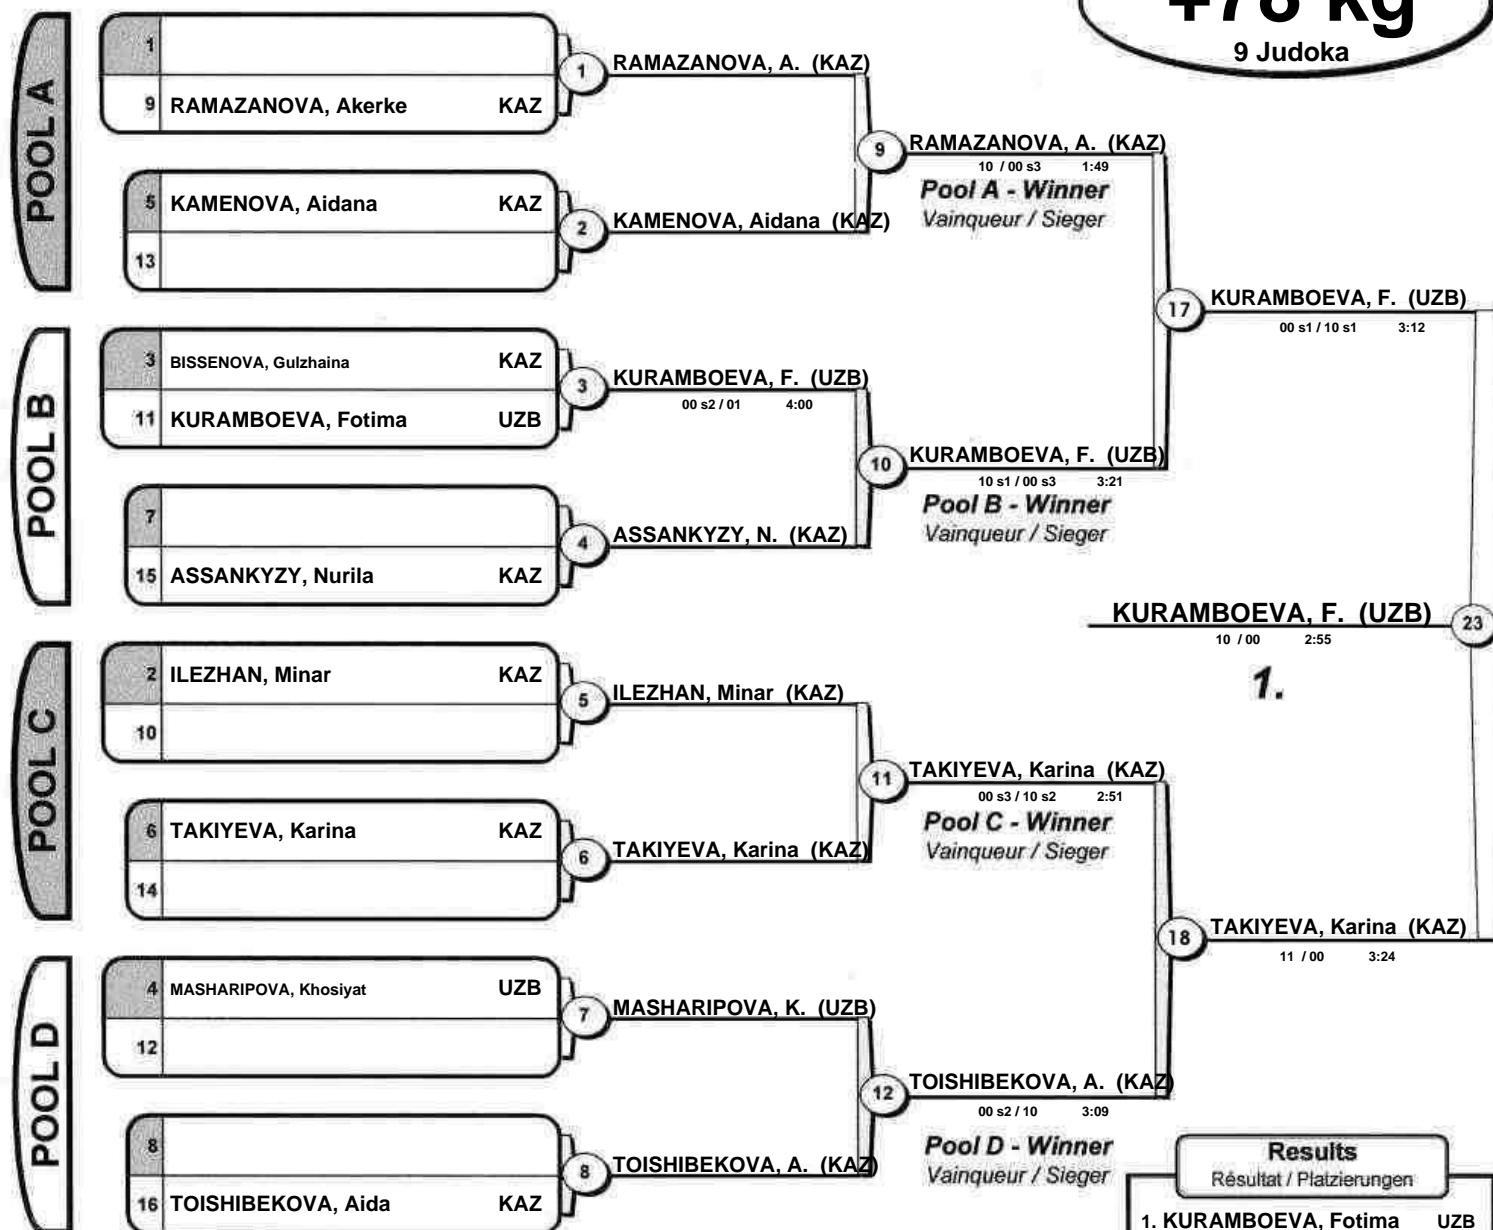 +78 kg
9 Judoka
POOL A
1
9 RAMAZANOVA, Akerke KAZ
1 RAMAZANOVA, A. (KAZ)
5 KAMENOVA, Aidana KAZ
13
2 KAMENOVA, Aidana (KAZ)
9 RAMAZANOVA, A. (KAZ)
10 / 00 s3 1:49
Pool A - Winner
Vainqueur / Sieger
POOL B
3 BISSENOVA, Gulzhaina KAZ
11 KURAMBOEVA, Fotima UZB
3 KURAMBOEVA, F. (UZB)
00 s2 / 01 4:00
7
15 ASSANKYZY, Nurila KAZ
4 ASSANKYZY, N. (KAZ)
10 KURAMBOEVA, F. (UZB)
10 s1 / 00 s3 3:21
Pool B - Winner
Vainqueur / Sieger
17 KURAMBOEVA, F. (UZB)
00 s1 / 10 s1 3:12
KURAMBOEVA, F. (UZB) 23
10 / 00 2:55
1.
POOL C
2 ILEZHAN, Minar KAZ
10
5 ILEZHAN, Minar (KAZ)
6 TAKIYEVA, Karina KAZ
14
6 TAKIYEVA, Karina (KAZ)
11 TAKIYEVA, Karina (KAZ)
00 s3 / 10 s2 2:51
Pool C - Winner
Vainqueur / Sieger
18 TAKIYEVA, Karina (KAZ)
11 / 00 3:24
POOL D
4 MASHARIPOVA, Khosiyat UZB
12
7 MASHARIPOVA, K. (UZB)
8
16 TOISHIBEKOVA, Aida KAZ
8 TOISHIBEKOVA, A. (KAZ)
12 TOISHIBEKOVA, A. (KAZ)
00 s2 / 10 3:09
Pool D - Winner
Vainqueur / Sieger
Results
Résultat / Platzierungen
1. KURAMBOEVA, Fotima UZB